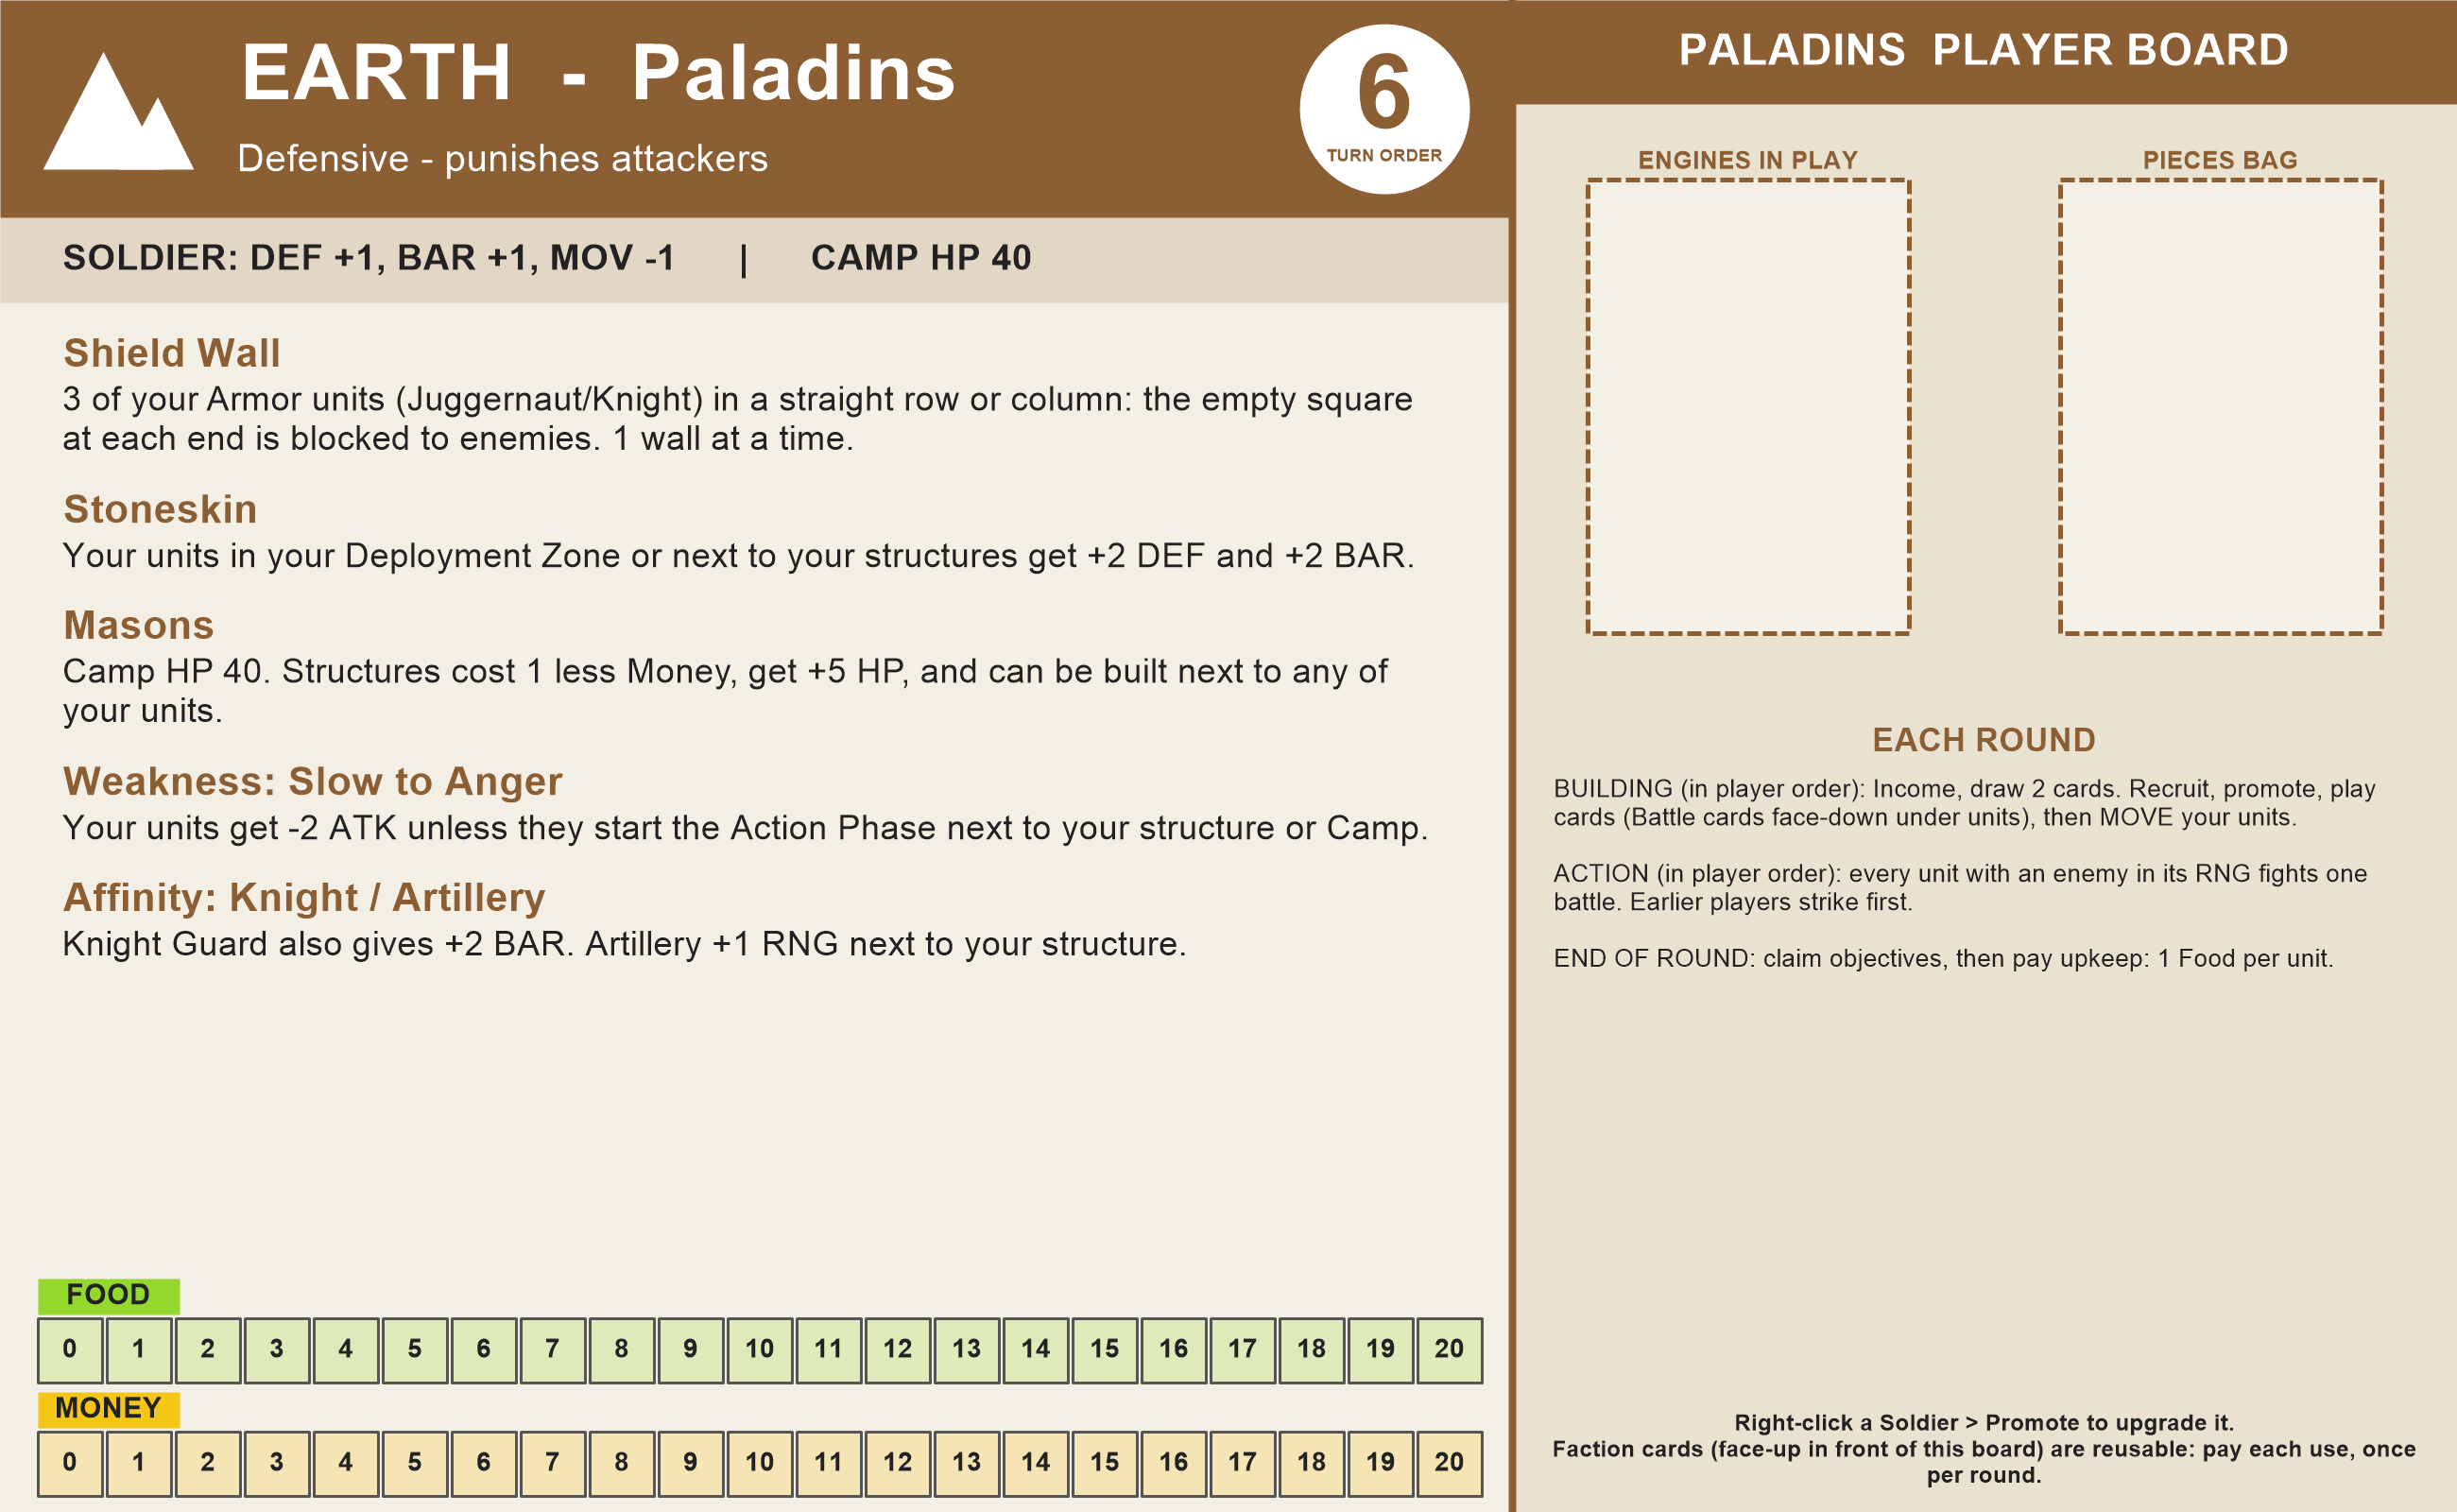 EARTH - Paladins
Defensive - punishes attackers
6
TURN ORDER
SOLDIER: DEF +1, BAR +1, MOV -1 | CAMP HP 40
Shield Wall
3 of your Armor units (Juggernaut/Knight) in a straight row or column: the empty square
at each end is blocked to enemies. 1 wall at a time.
Stoneskin
Your units in your Deployment Zone or next to your structures get +2 DEF and +2 BAR.
Masons
Camp HP 40. Structures cost 1 less Money, get +5 HP, and can be built next to any of
your units.
Weakness: Slow to Anger
Your units get -2 ATK unless they start the Action Phase next to your structure or Camp.
Affinity: Knight / Artillery
Knight Guard also gives +2 BAR. Artillery +1 RNG next to your structure.
FOOD
0 1 2 3 4 5 6 7 8 9 10 11 12 13 14 15 16 17 18 19 20
MONEY
0 1 2 3 4 5 6 7 8 9 10 11 12 13 14 15 16 17 18 19 20
PALADINS PLAYER BOARD
ENGINES IN PLAY
PIECES BAG
EACH ROUND
BUILDING (in player order): Income, draw 2 cards. Recruit, promote, play
cards (Battle cards face-down under units), then MOVE your units.
ACTION (in player order): every unit with an enemy in its RNG fights one
battle. Earlier players strike first.
END OF ROUND: claim objectives, then pay upkeep: 1 Food per unit.
Right-click a Soldier > Promote to upgrade it.
Faction cards (face-up in front of this board) are reusable: pay each use, once
per round.